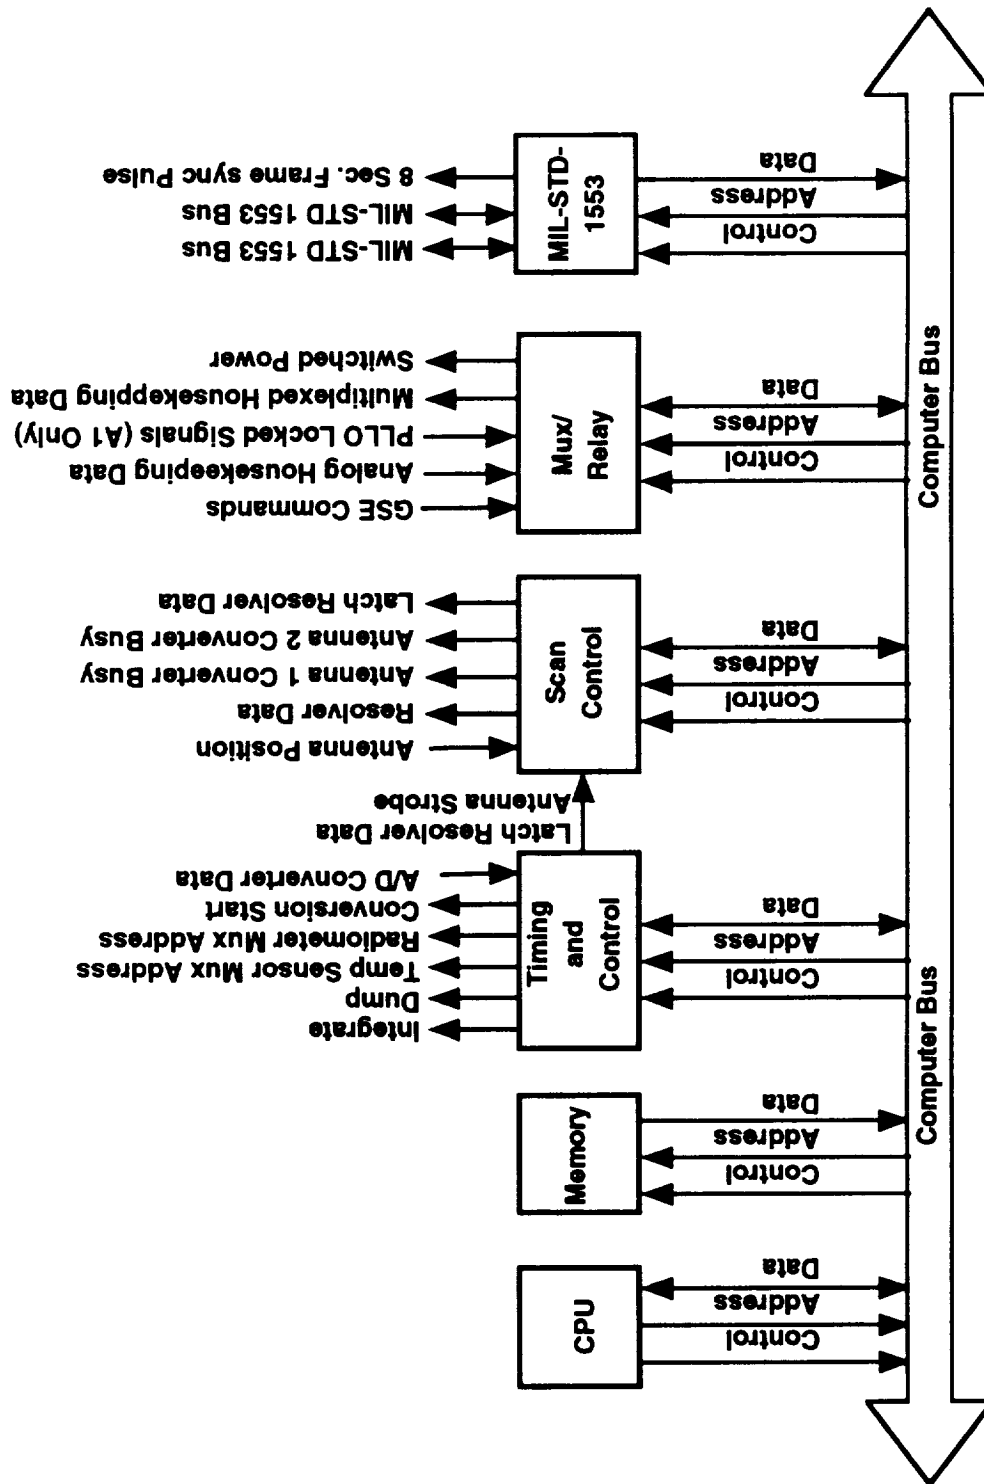 CPU
Control
Address
Data
Memory
Control
Address
Data
Integrate
Dump
Temp Sensor Mux Address
Radiometer Mux Address
Conversion Start
A/D Converter Data
Timing
and
Control
Control
Address
Data
Latch Resolver Data
Antenna Strobe
Antenna Position
Resolver Data
Antenna 1 Converter Busy
Antenna 2 Converter Busy
Latch Resolver Data
Scan
Control
Control
Address
Data
GSE Commands
Analog Housekeeping Data
PLLO Locked Signals (A1 Only)
Multiplexed Housekepping Data
Switched Power
Mux/
Relay
Control
Address
Data
MIL-STD 1553 Bus
MIL-STD 1553 Bus
8 Sec. Frame sync Pulse
MIL-STD-
1553
Control
Address
Data
Computer Bus
Computer Bus